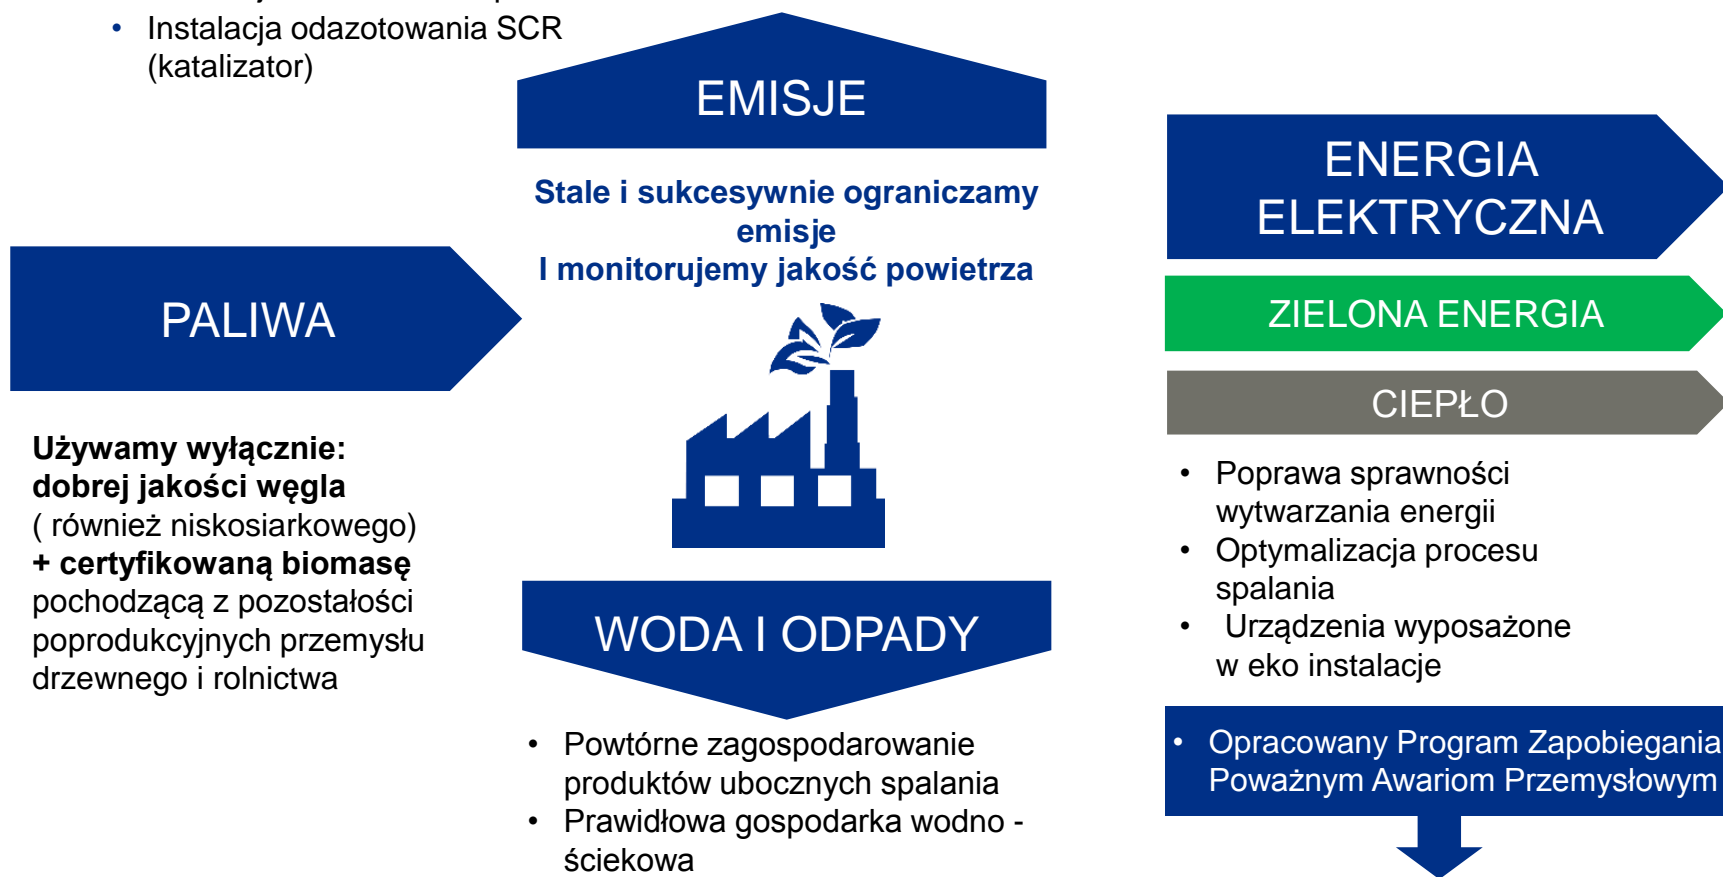 • Instalacja odazotowania SCR
(katalizator)
EMISJE
Stale i sukcesywnie ograniczamy
emisje
I monitorujemy jakość powietrza
PALIWA
Używamy wyłącznie:
dobrej jakości węgla
( również niskosiarkowego)
+ certyfikowaną biomasę
pochodzącą z pozostałości
poprodukcyjnych przemysłu
drzewnego i rolnictwa
WODA I ODPADY
• Powtórne zagospodarowanie
produktów ubocznych spalania
• Prawidłowa gospodarka wodno -
ściekowa
ENERGIA
ELEKTRYCZNA
ZIELONA ENERGIA
CIEPŁO
• Poprawa sprawności
wytwarzania energii
• Optymalizacja procesu
spalania
• Urządzenia wyposażone
w eko instalacje
• Opracowany Program Zapobiegania
Poważnym Awariom Przemysłowym